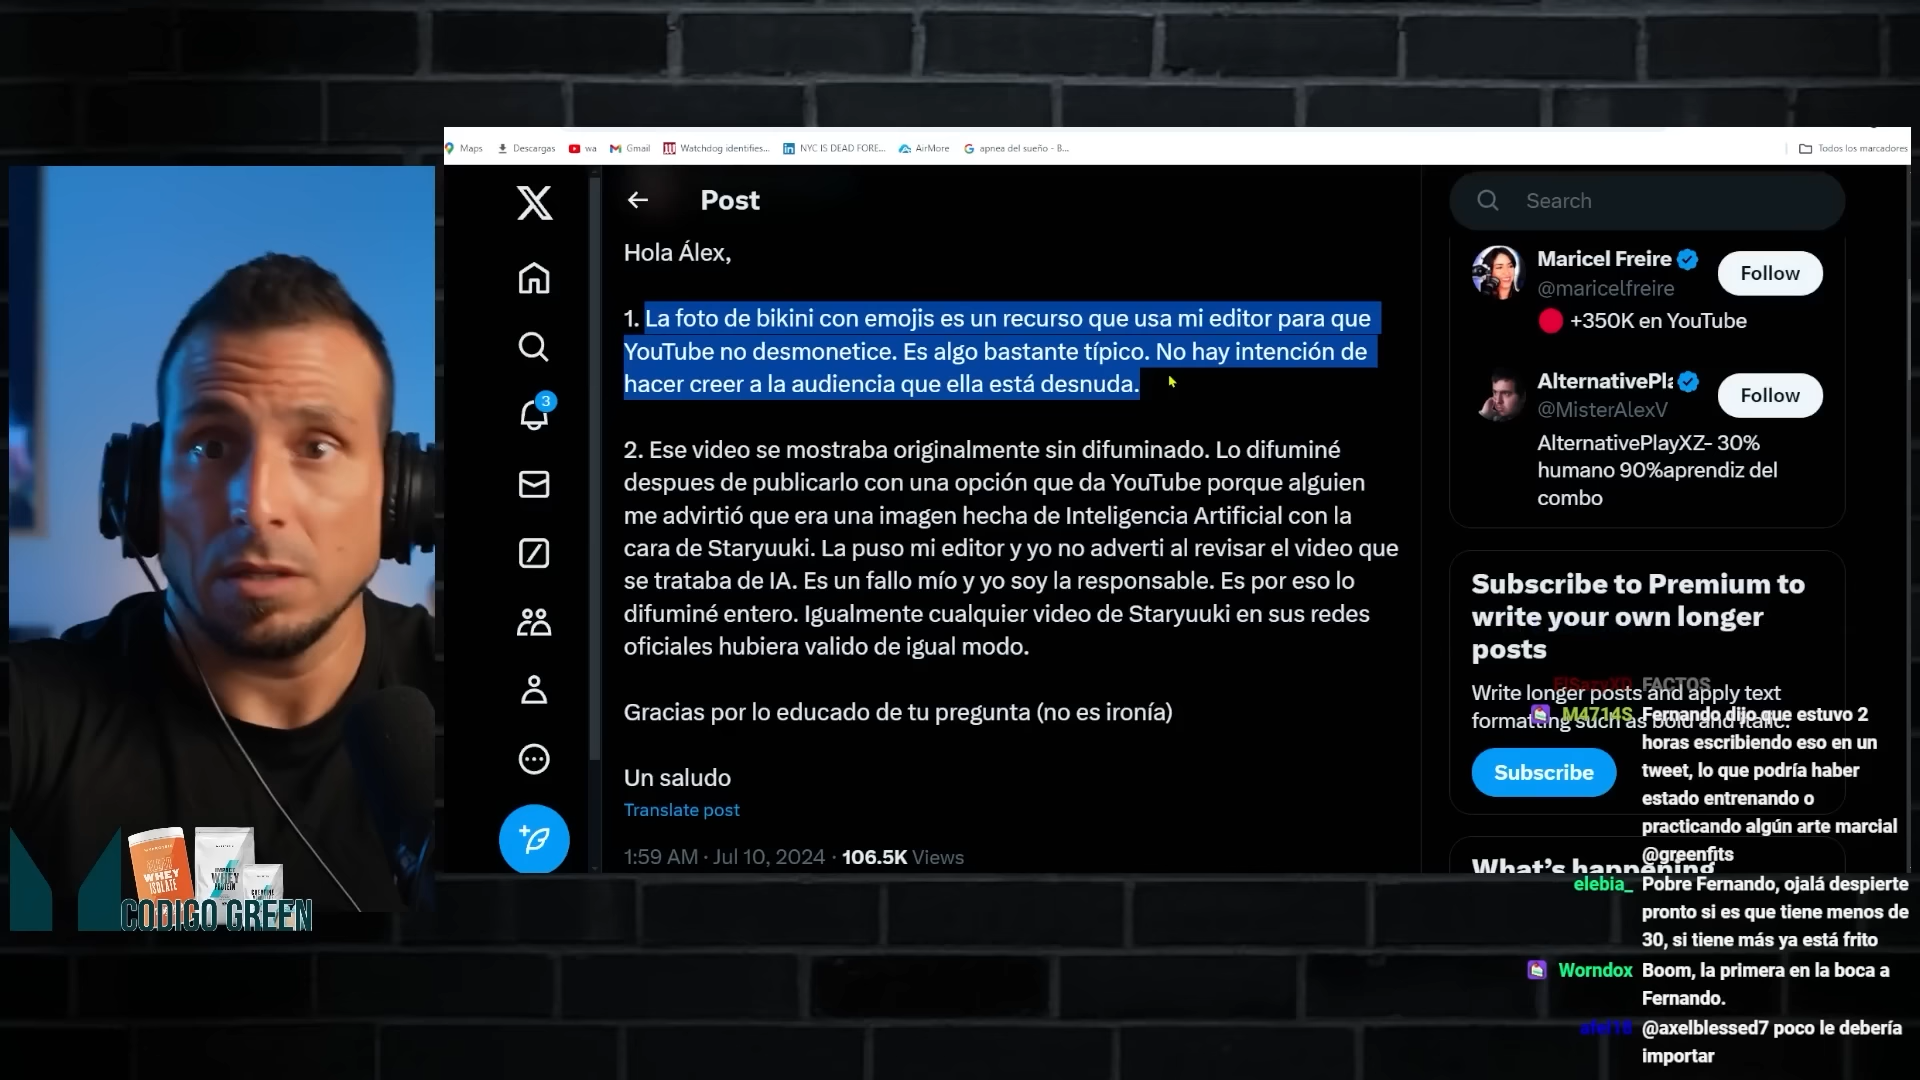 Maps Descargas wa Gmail Watchdog identifies... NYC IS DEAD FORE... AirMore apnea del sueño - B... Todos los marcadores
Post
Hola Álex,
1. La foto de bikini con emojis es un recurso que usa mi editor para que
YouTube no desmonetice. Es algo bastante típico. No hay intención de
hacer creer a la audiencia que ella está desnuda.
2. Ese video se mostraba originalmente sin difuminado. Lo difuminé
despues de publicarlo con una opción que da YouTube porque alguien
me advirtió que era una imagen hecha de Inteligencia Artificial con la
cara de Staryuuki. La puso mi editor y yo no adverti al revisar el video que
se trataba de IA. Es un fallo mío y yo soy la responsable. Es por eso lo
difuminé entero. Igualmente cualquier video de Staryuuki en sus redes
oficiales hubiera valido de igual modo.
Gracias por lo educado de tu pregunta (no es ironía)
Un saludo
Translate post
1:59 AM · Jul 10, 2024 · 106.5K Views
3
Search
Maricel Freire
@maricelfreire
Follow
+350K en YouTube
AlternativePla
@MisterAlexV
Follow
AlternativePlayXZ- 30%
humano 90%aprendiz del
combo
Subscribe to Premium to
write your own longer
posts
Write longer posts and apply text
formatting such as bold and italic.
Subscribe
What's happening
FACTOS
M4714S Fernando dijo que estuvo 2
horas escribiendo eso en un
tweet, lo que podría haber
estado entrenando o
practicando algún arte marcial
@greenfits
elebia_ Pobre Fernando, ojalá despierte
pronto si es que tiene menos de
30, si tiene más ya está frito
Worndox Boom, la primera en la boca a
Fernando.
@axelblessed7 poco le debería
importar
WHEY
ISOLATE
IMPACT
WHEY
PROTEIN
CODIGO GREEN